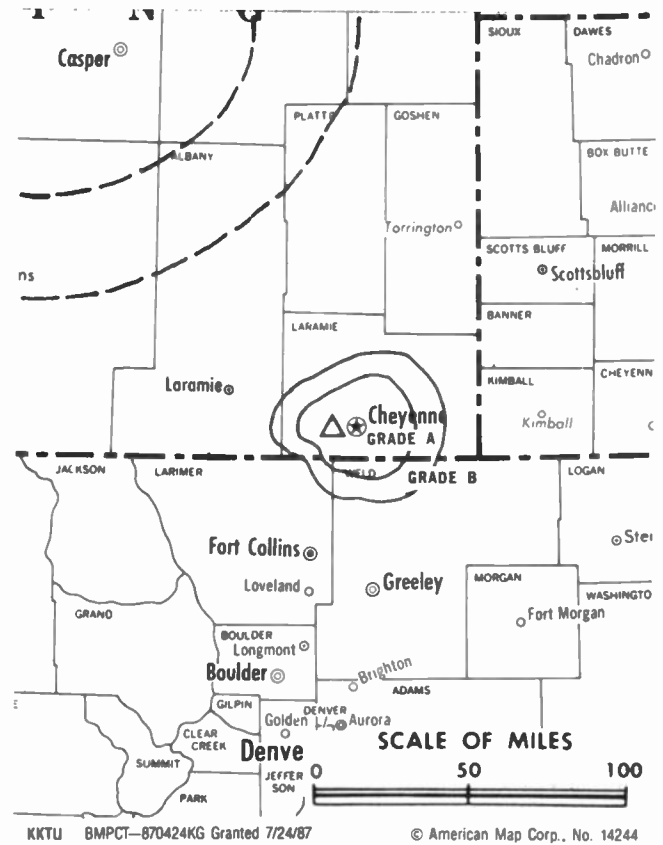 I N G
Casper
SIOUX
DAWES
Chadron
PLATTE
GOSHEN
ALBANY
BOX BUTTE
Allianc
Torrington
SCOTTS BLUFF
MORRILL
Scottsbluff
ns
BANNER
LARAMIE
KIMBALL
CHEYENN
Laramie
Cheyenne
Kimball
GRADE A
GRADE B
JACKSON
LARIMER
WELD
LOGAN
Fort Collins
Ster
Loveland
Greeley
MORGAN
WASHINGTO
GRAND
Fort Morgan
BOULDER
Longmont
Boulder
Brighton
ADAMS
GILPIN
DENVER
Golden
Aurora
CLEAR
CREEK
Denve
SCALE OF MILES
SUMMIT
JEFFER
SON
0 50 100
PARK
KKTU BMPCT—870424KG Granted 7/24/87
© American Map Corp., No. 14244